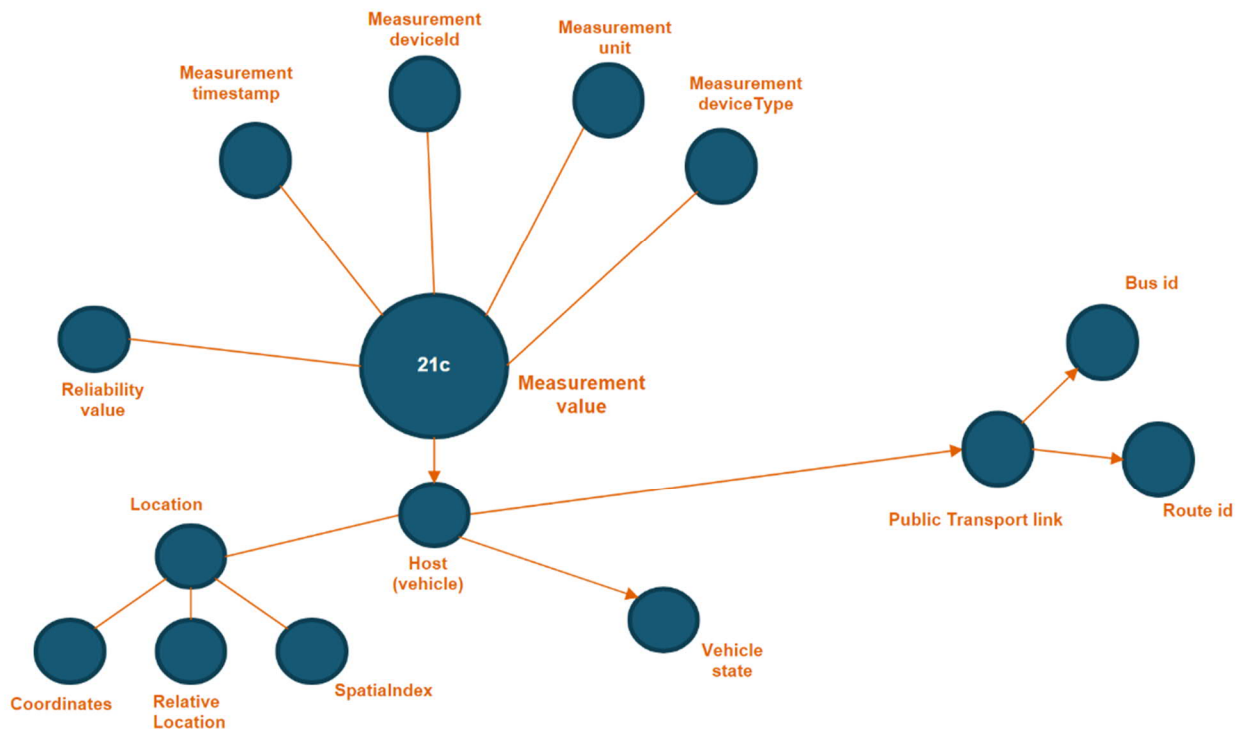 Measurement
deviceId
Measurement
unit
Measurement
timestamp
Measurement
deviceType
Bus id
21c
Reliability
value
Measurement
value
Location
Public Transport link
Route id
Host
(vehicle)
Vehicle
state
Coordinates
Relative
Location
SpatialIndex